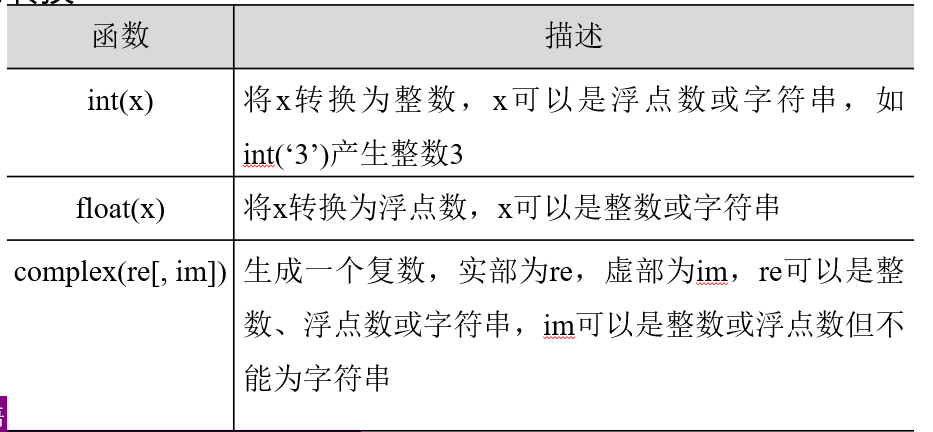 函数 描述
int(x) 将x转换为整数，x可以是浮点数或字符串，如
int(‘3’)产生整数3
float(x) 将x转换为浮点数，x可以是整数或字符串
complex(re[, im]) 生成一个复数，实部为re，虚部为im，re可以是整
数、浮点数或字符串，im可以是整数或浮点数但不
能为字符串